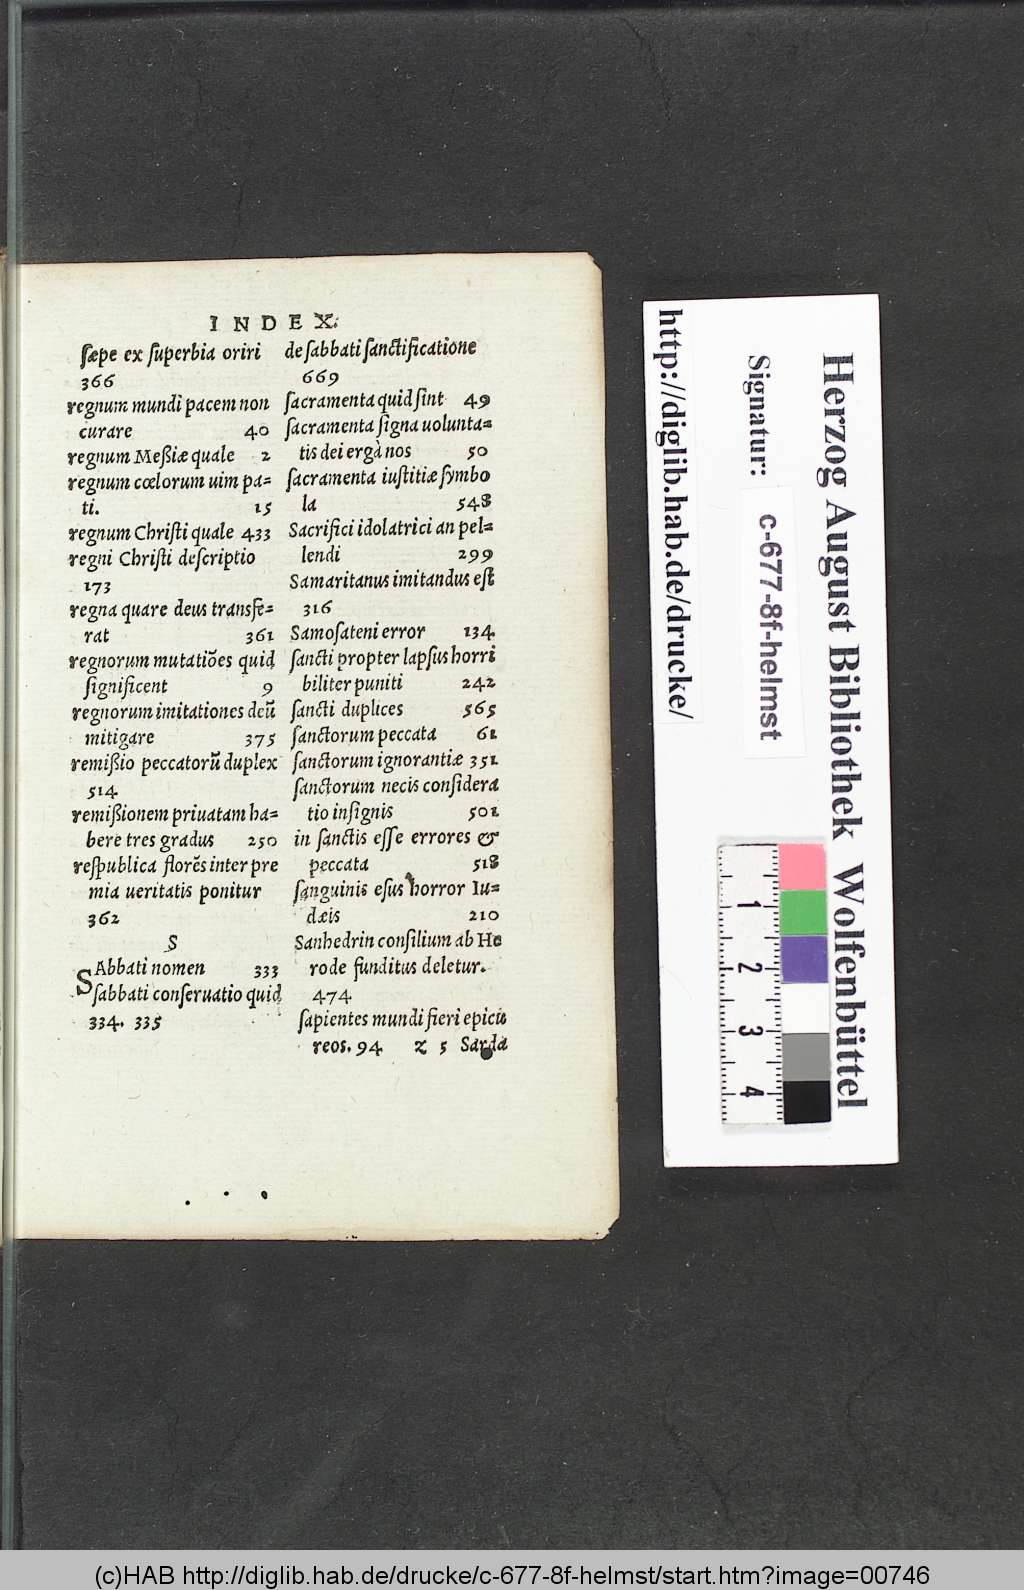 INDEX.
sæpe ex superbia oriri
366
regnum mundi pacem non
curare 40
regnum Meßiæ quale 2
regnum cœlorum uim pa=
ti. 15
regnum Christi quale 433
regni Christi descriptio
173
regna quare deus transfe=
rat 361
regnorum mutatiões quid
significent 9
regnorum imitationes deũ
mitigare 375
remißio peccatorũ duplex
514
remißionem priuatam ha=
bere tres gradus 250
respublica florẽs inter pre
mia ueritatis ponitur
362
S
SAbbati nomen 333
sabbati conseruatio quid
334. 335
de sabbati sanctificatione
669
sacramenta quid sint 49
sacramenta signa uolunta=
tis dei ergà nos 50
sacramenta iustitiæ symbo
la 548
Sacrifici idolatrici an pel=
lendi 299
Samaritanus imitandus est
316
Samosateni error 134
sancti propter lapsus horri
biliter puniti 242
sancti duplices 565
sanctorum peccata 61
sanctorum ignorantiæ 351
sanctorum necis considera
tio insignis 501
in sanctis esse errores &
peccata 518
sanguinis esus horror Iu=
dæis 210
Sanhedrin consilium ab He
rode funditus deletur.
474
sapientes mundi fieri epicu
reos. 94 z 5 Sarda
http://diglib.hab.de/drucke/
Signatur: c-677-8f-helmst
Herzog August Bibliothek Wolfenbüttel
1
2
3
4
(c)HAB http://diglib.hab.de/drucke/c-677-8f-helmst/start.htm?image=00746